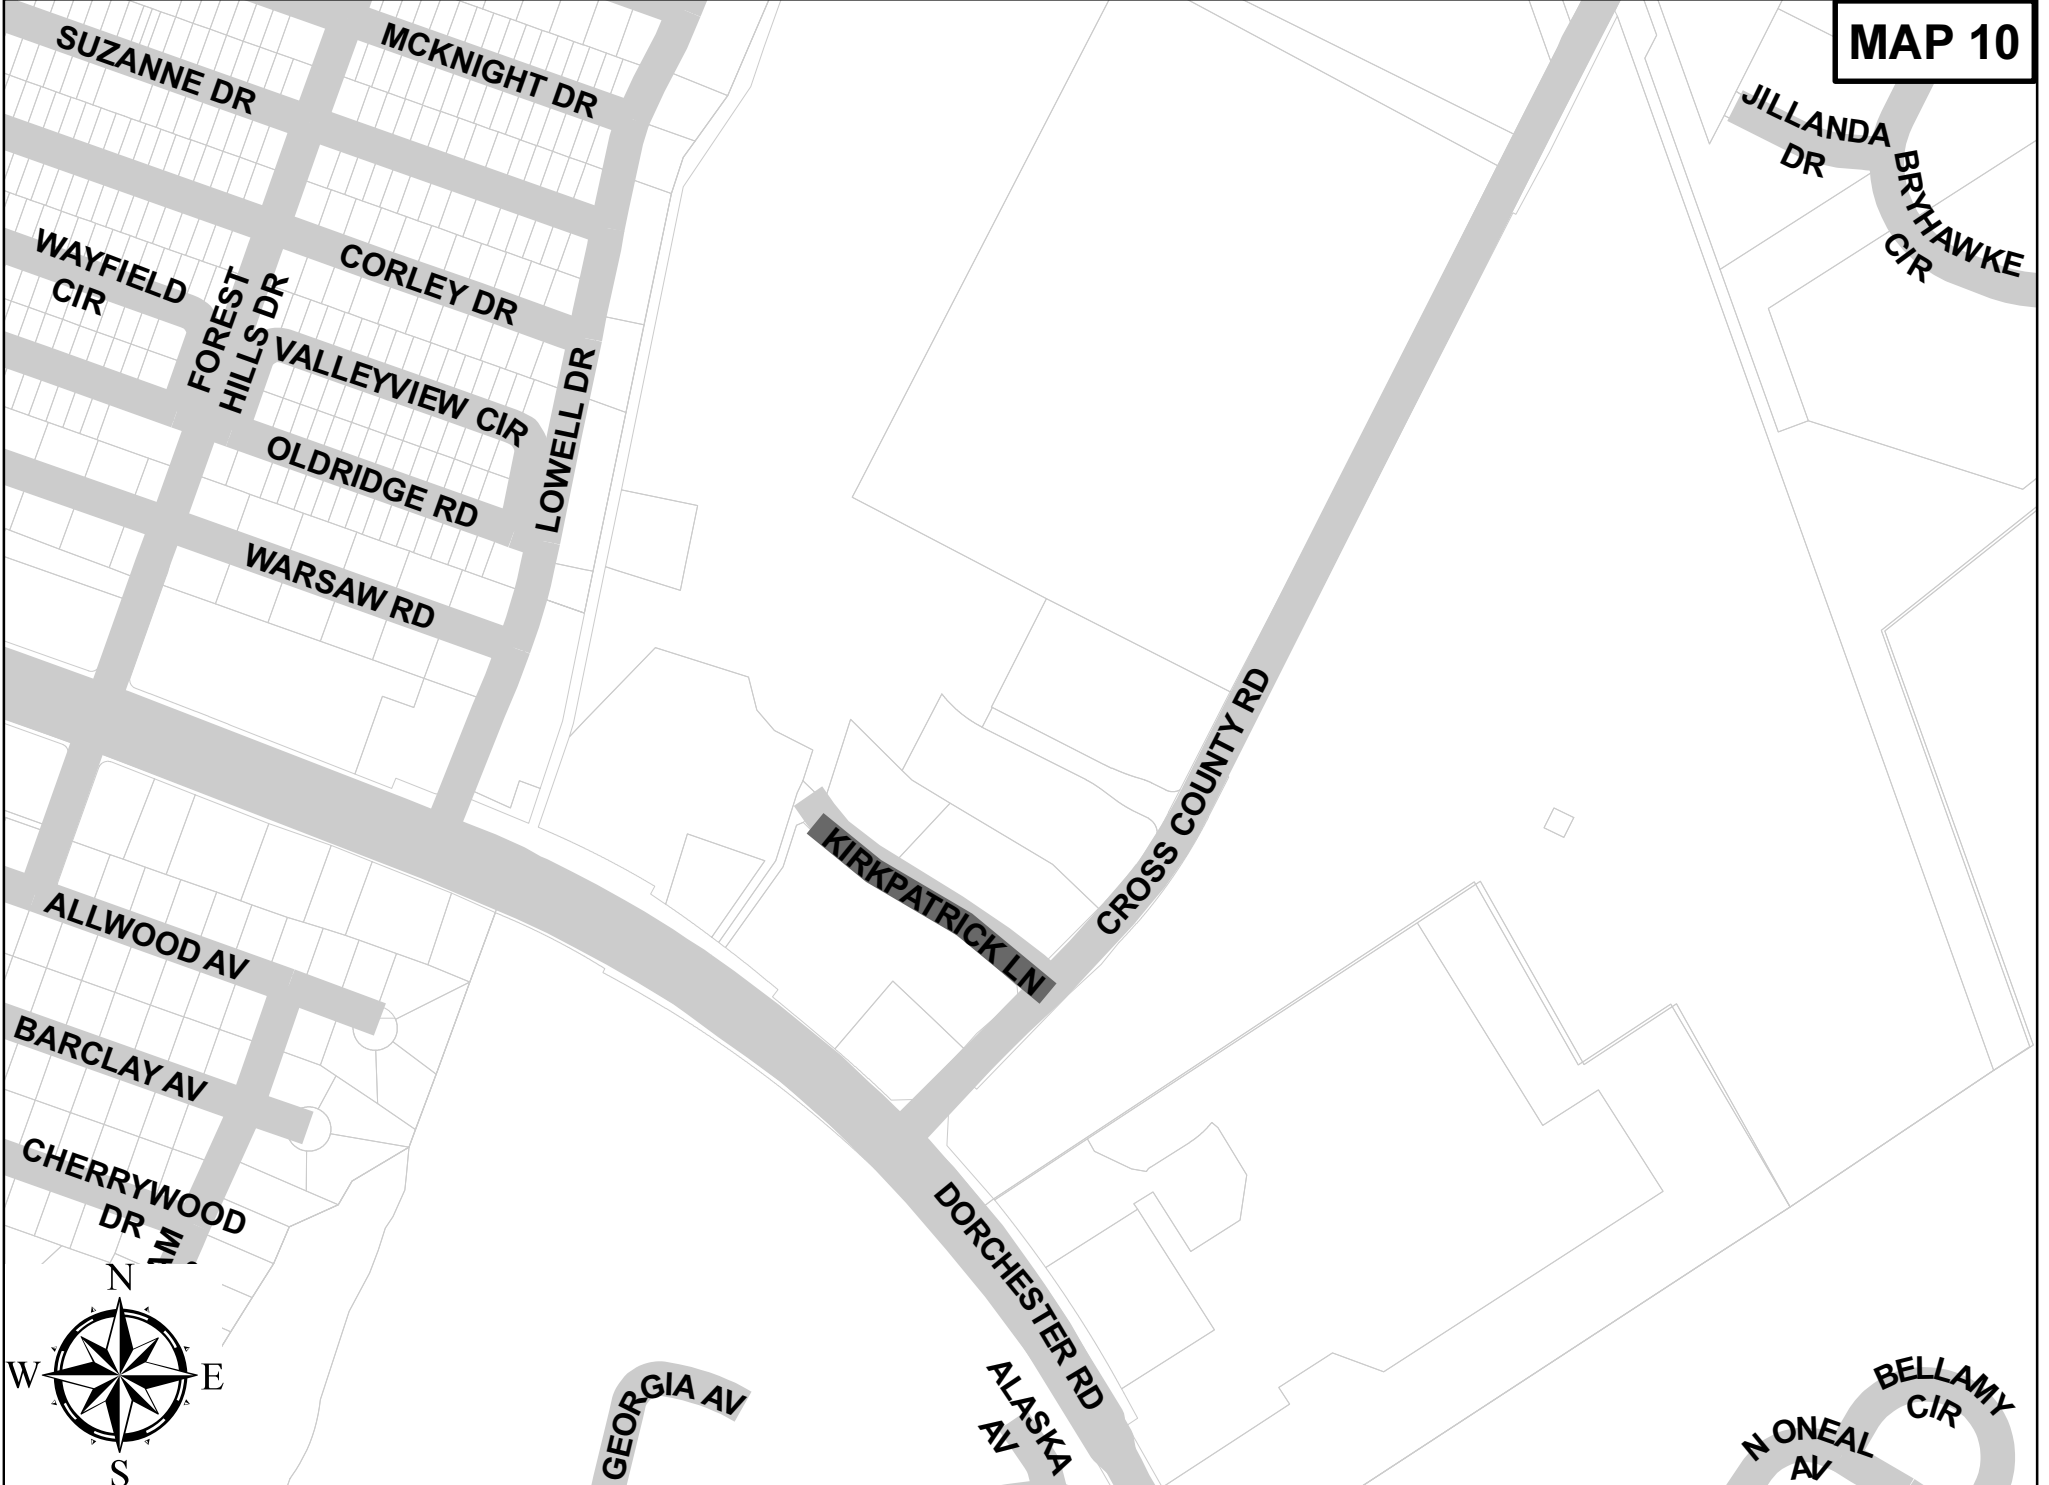 MAP 10
SUZANNE DR
MCKNIGHT DR
JILLANDA
DR
BRYHAWKE
CIR
WAYFIELD
CIR
FOREST
HILLS DR
CORLEY DR
VALLEYVIEW CIR
LOWELL DR
OLDRIDGE RD
WARSAW RD
CROSS COUNTY RD
KIRKPATRICK LN
ALLWOOD AV
BARCLAY AV
CHERRYWOOD
DR
DORCHESTER RD
ALASKA
AV
GEORGIA AV
BELLAMY
CIR
N ONEAL
AV
N
W E
S